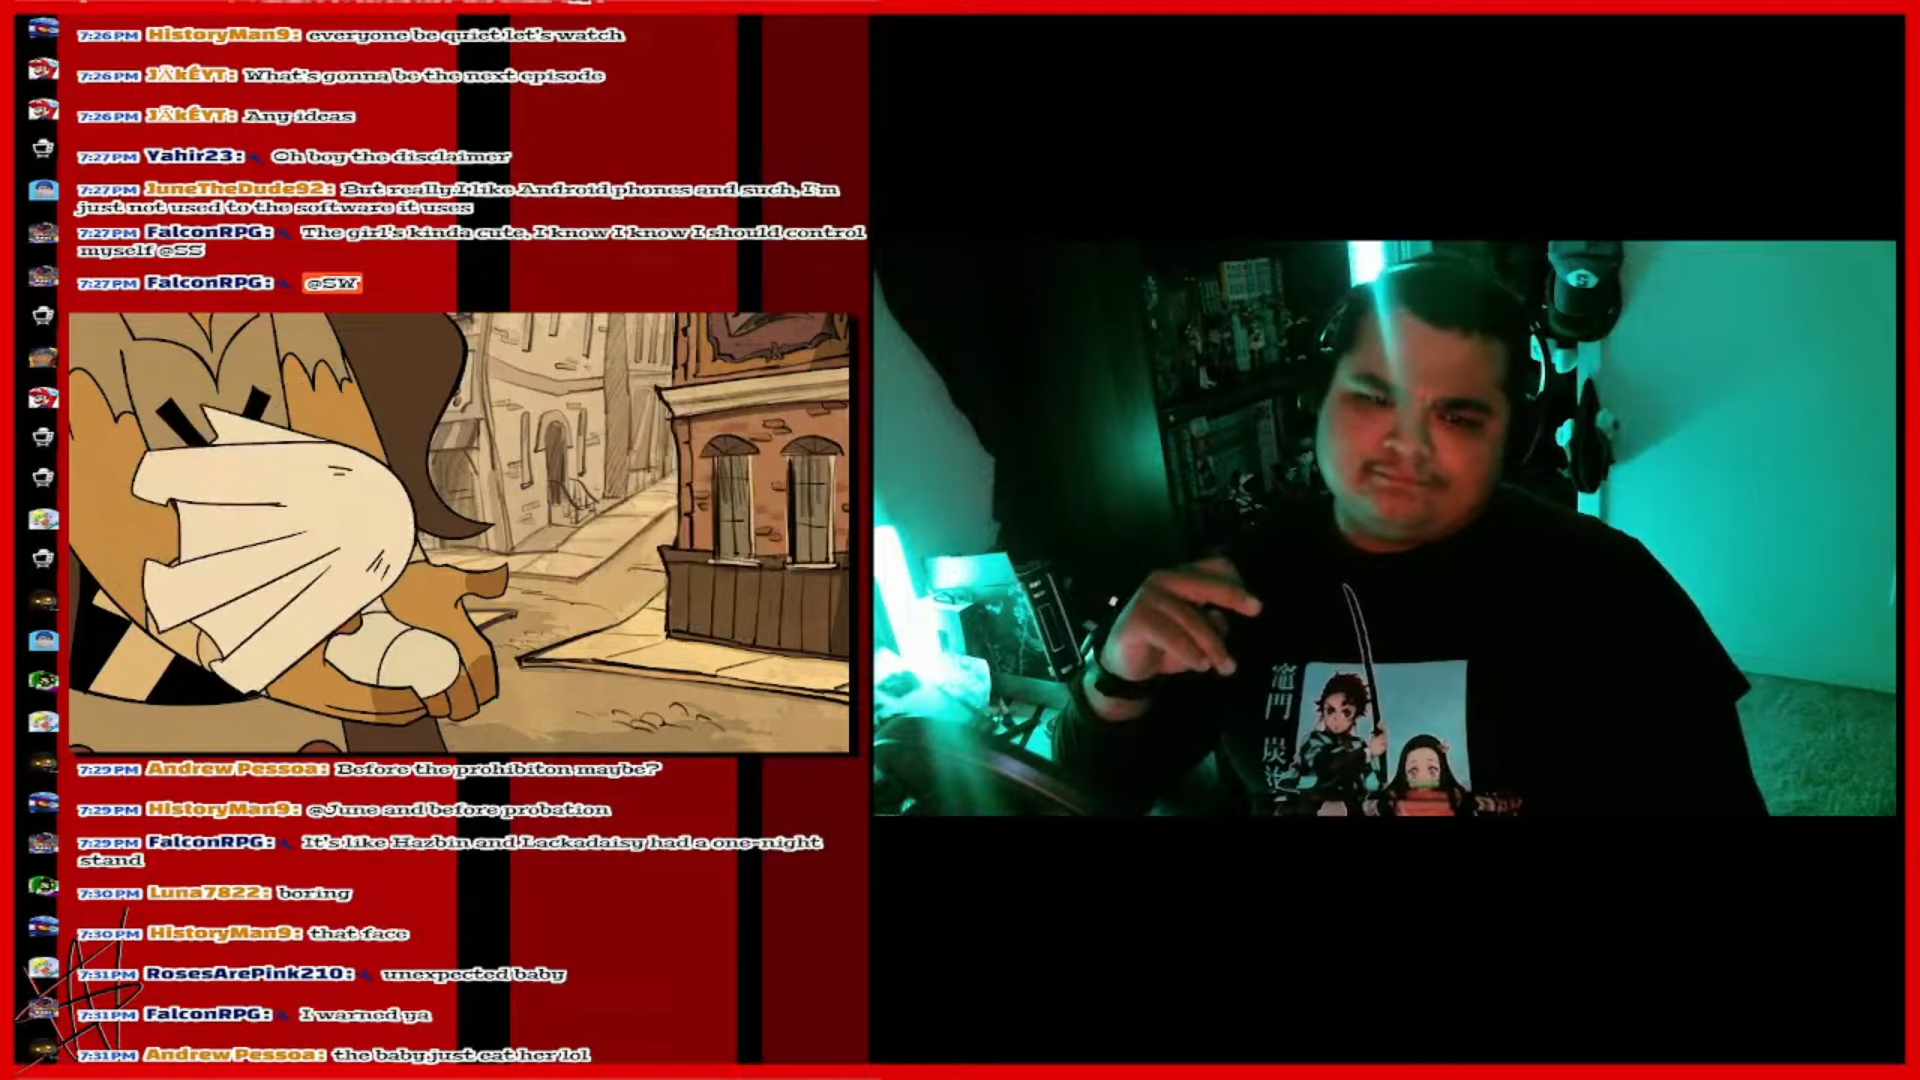 7:26 PM HistoryMan9: everyone be quiet let's watch
7:26 PM JÄkÉYT: What's gonna be the next episode
7:26 PM JÄkÉYT: Any ideas
7:27 PM Yahir23: Oh boy the disclaimer
7:27 PM JuneTheDude92: But really I like Android phones and such, I'm
just not used to the software it uses
7:27 PM FalconRPG: The girl's kinda cute, I know I know I should control
myself @SS
7:27 PM FalconRPG: @SW
7:29 PM Andrew Pessoa: Before the prohibiton maybe?
7:29 PM HistoryMan9: @June and before probation
7:29 PM FalconRPG: It's like Hazbin and Lackadaisy had a one-night
stand
7:30 PM Luna7822: boring
7:30 PM HistoryMan9: that face
7:31 PM RosesArePink210: unexpected baby
7:31 PM FalconRPG: I warned ya
7:31 PM Andrew Pessoa: the baby just eat her lol
竈
門
炭